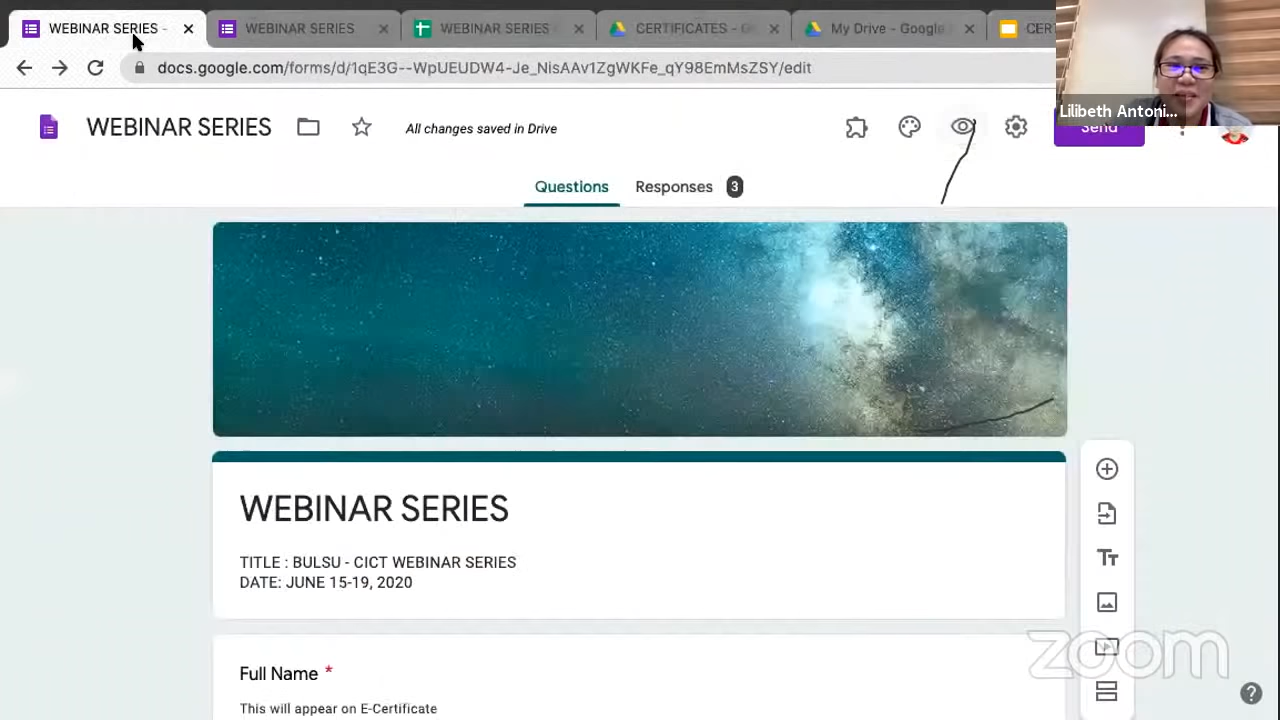 WEBINAR SERIES -
WEBINAR SERIES
WEBINAR SERIES
CERTIFICATES - G
My Drive - Google
CER
docs.google.com/forms/d/1qE3G--WpUEUDW4-Je_NisAAv1ZgWKFe_qY98EmMsZSY/edit
Lilibeth Antoni...
WEBINAR SERIES
All changes saved in Drive
Send
Questions
Responses 3
WEBINAR SERIES
TITLE : BULSU - CICT WEBINAR SERIES
DATE: JUNE 15-19, 2020
Full Name *
This will appear on E-Certificate
zoom